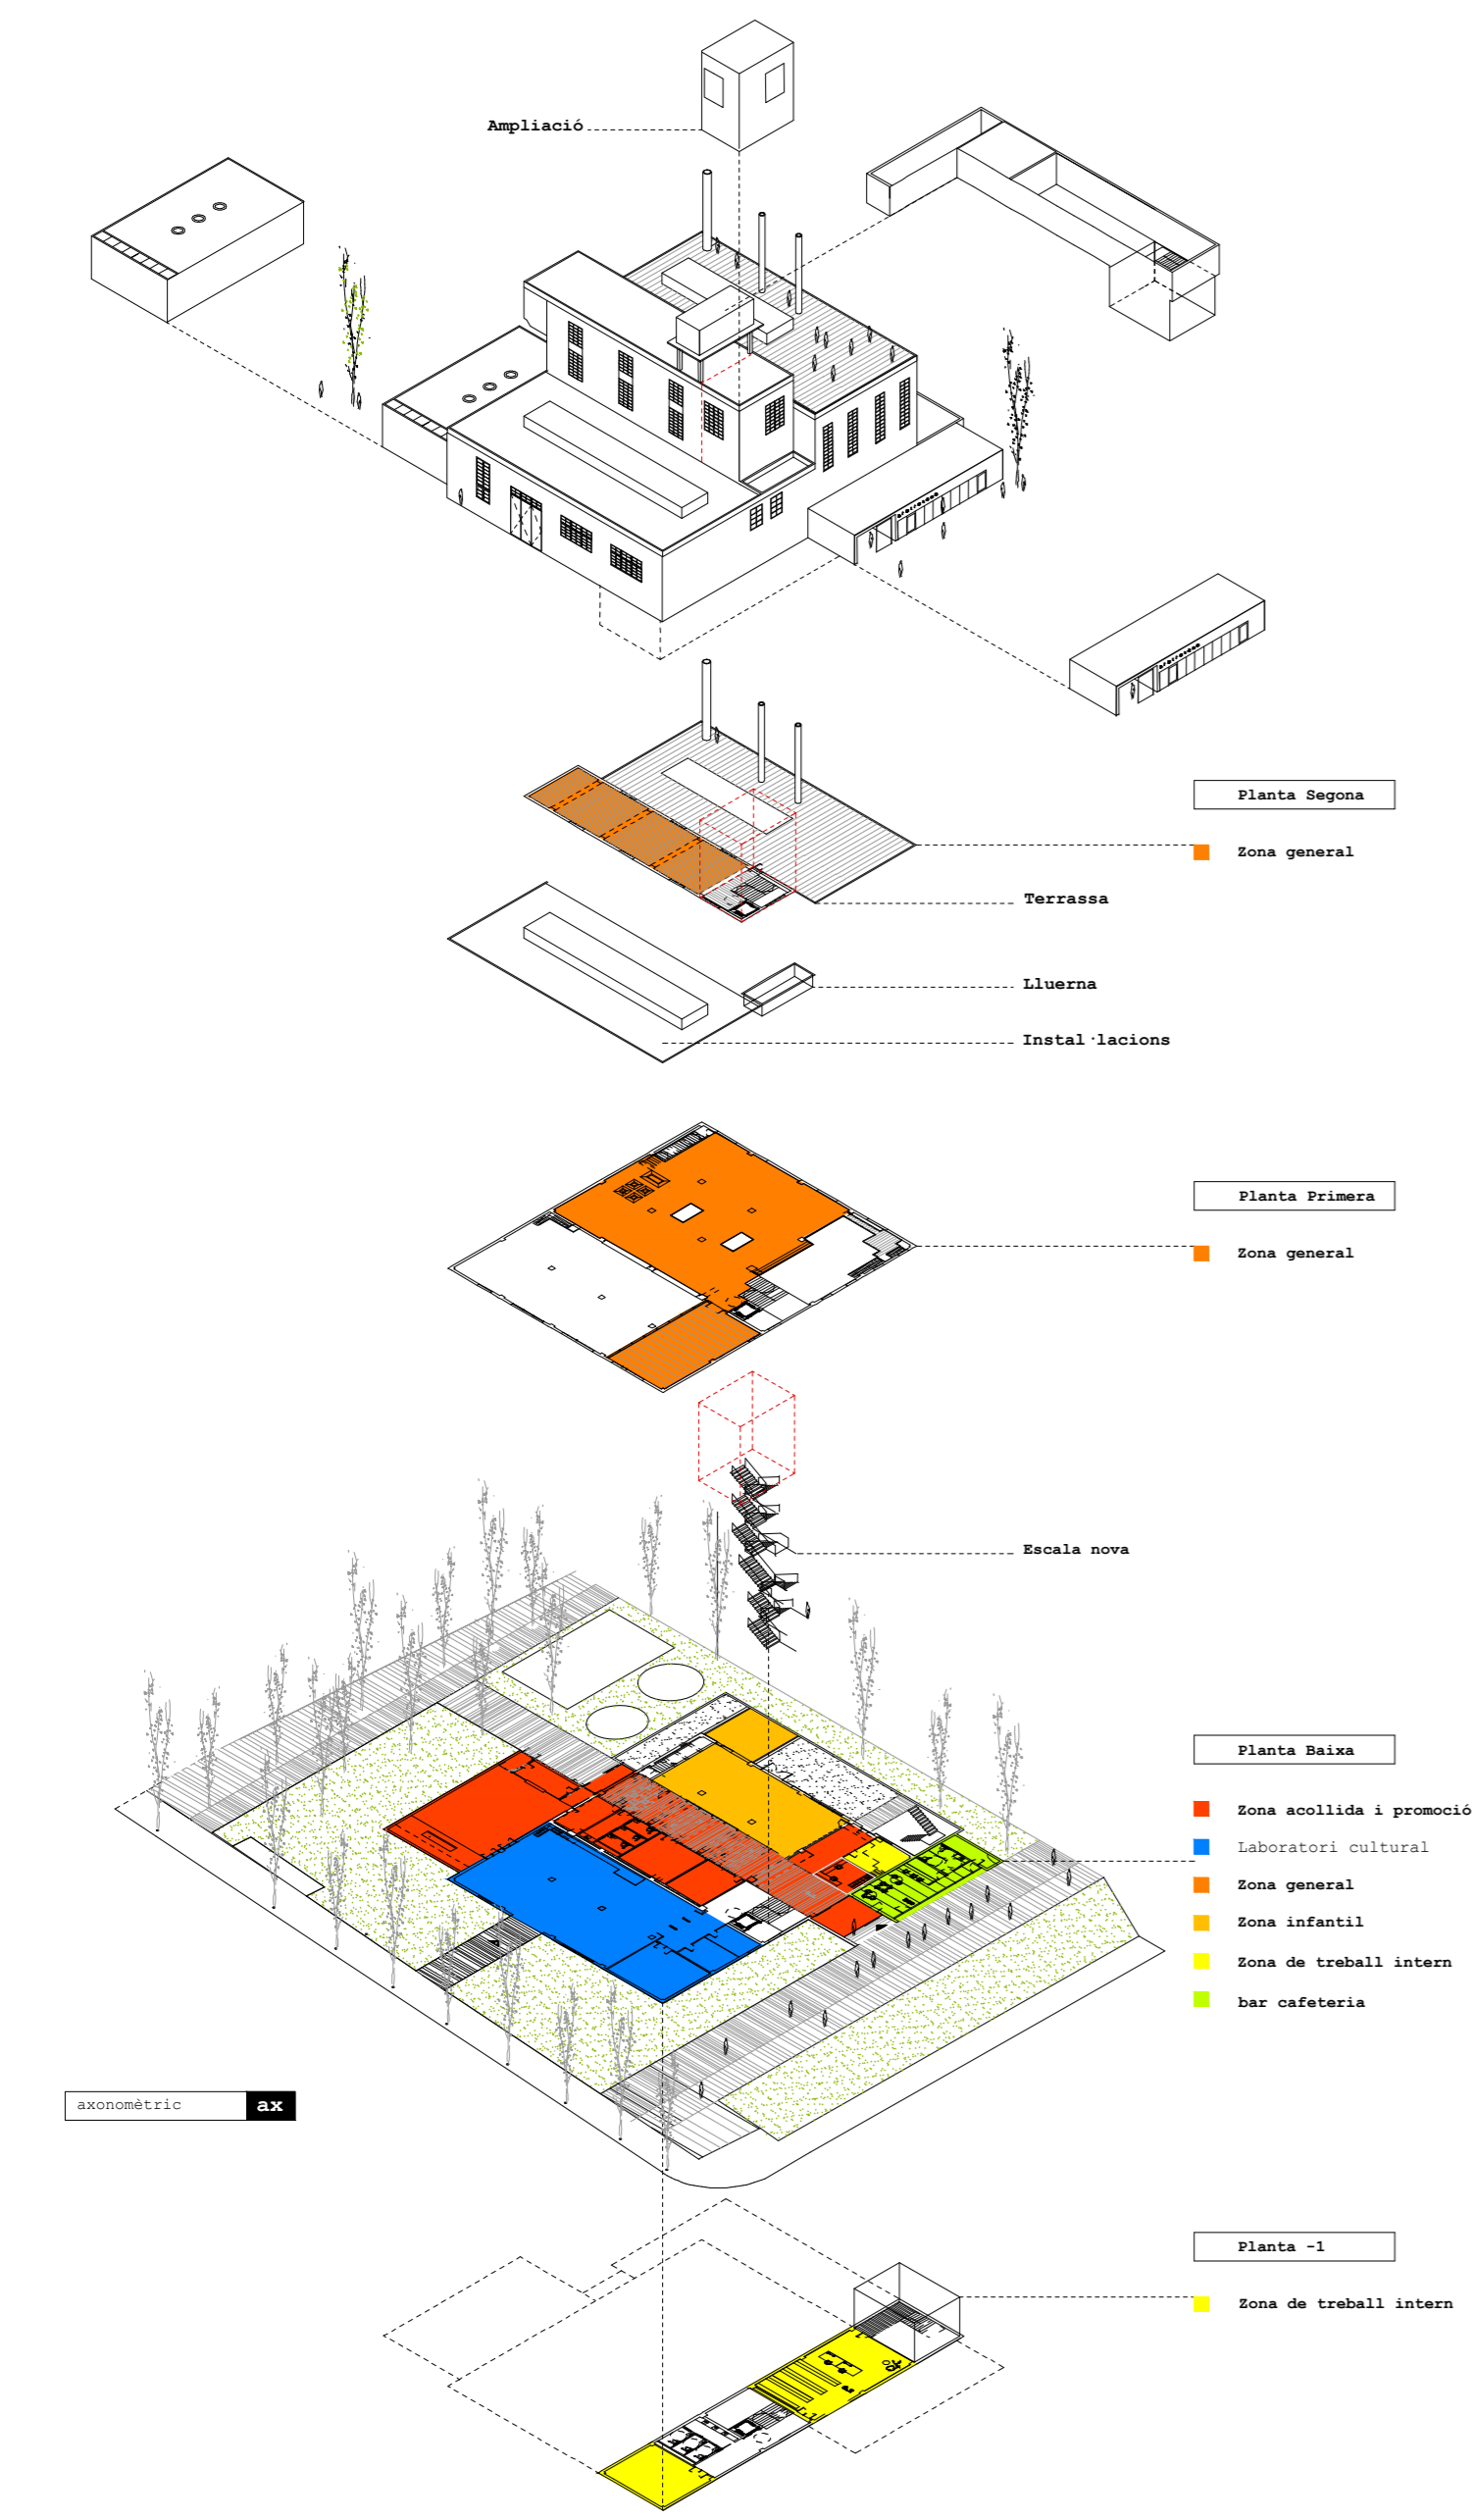 Ampliació
Planta Segona
Zona general
Terrassa
Lluerna
Instal·lacions
Planta Primera
Zona general
Escala nova
Planta Baixa
Zona acollida i promoció
Laboratori cultural
Zona general
Zona infantil
Zona de treball intern
bar cafeteria
axonomètric ax
Planta -1
Zona de treball intern